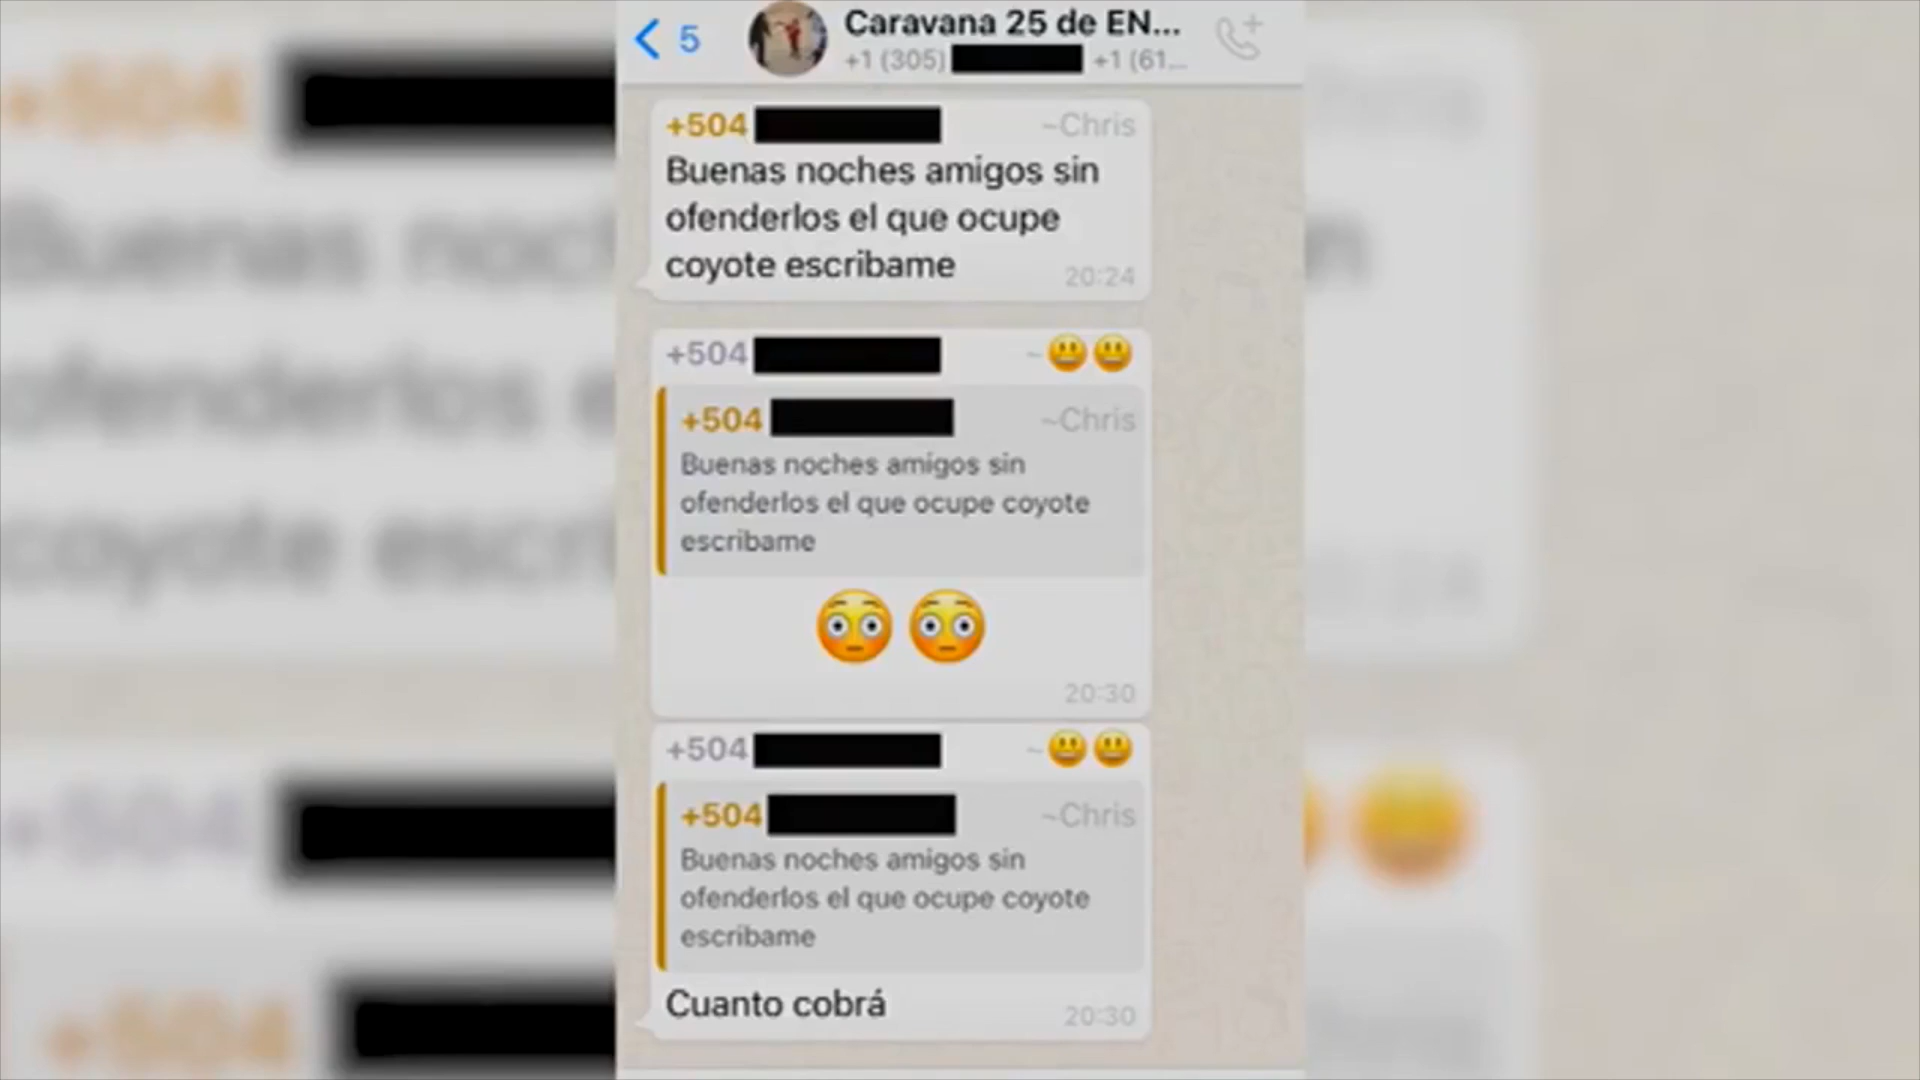 5
Caravana 25 de EN...
+1 (305) +1 (61...
+504 ~Chris
Buenas noches amigos sin
ofenderlos el que ocupe
coyote escribame
20:24
+504 ~😃😃
+504 ~Chris
Buenas noches amigos sin
ofenderlos el que ocupe coyote
escribame
😳😳
20:30
+504 ~😃😃
+504 ~Chris
Buenas noches amigos sin
ofenderlos el que ocupe coyote
escribame
Cuanto cobrá
20:30